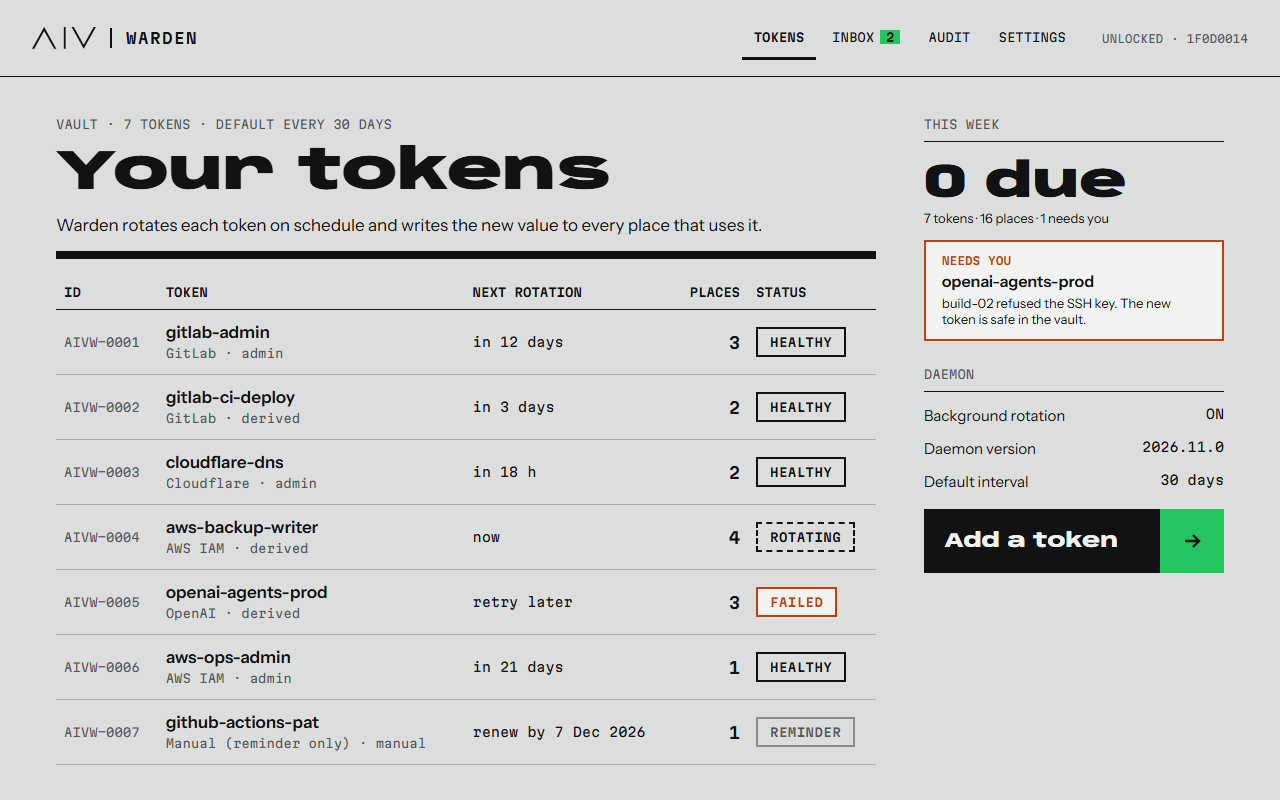 AIV | WARDEN
TOKENS INBOX 2 AUDIT SETTINGS UNLOCKED · 1F0D0014
VAULT · 7 TOKENS · DEFAULT EVERY 30 DAYS
Your tokens
Warden rotates each token on schedule and writes the new value to every place that uses it.
ID TOKEN NEXT ROTATION PLACES STATUS
AIVW-0001 gitlab-admin in 12 days 3 HEALTHY
GitLab · admin
AIVW-0002 gitlab-ci-deploy in 3 days 2 HEALTHY
GitLab · derived
AIVW-0003 cloudflare-dns in 18 h 2 HEALTHY
Cloudflare · admin
AIVW-0004 aws-backup-writer now 4 ROTATING
AWS IAM · derived
AIVW-0005 openai-agents-prod retry later 3 FAILED
OpenAI · derived
AIVW-0006 aws-ops-admin in 21 days 1 HEALTHY
AWS IAM · admin
AIVW-0007 github-actions-pat renew by 7 Dec 2026 1 REMINDER
Manual (reminder only) · manual
THIS WEEK
0 due
7 tokens · 16 places · 1 needs you
NEEDS YOU
openai-agents-prod
build-02 refused the SSH key. The new
token is safe in the vault.
DAEMON
Background rotation ON
Daemon version 2026.11.0
Default interval 30 days
Add a token →